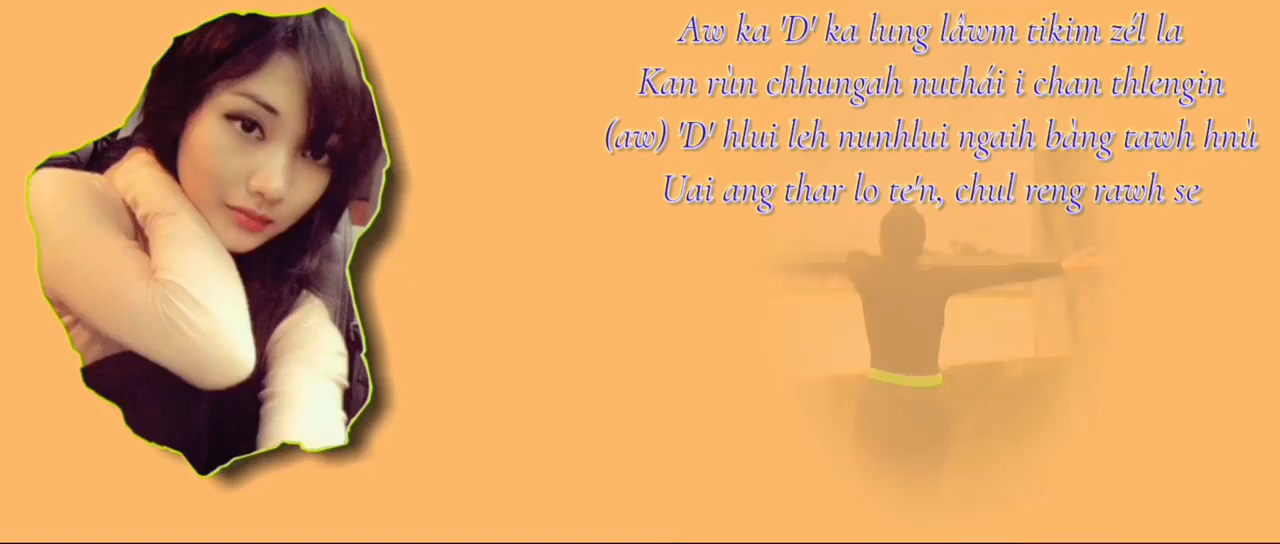 Aw ka 'D' ka lung lâwm tikim zél la
Kan rùn chhungah nuthái i chan thlengin
(aw) 'D' hlui leh nunhlui ngaih bàng tawh hnù
Uai ang thar lo te'n, chul reng rawh se